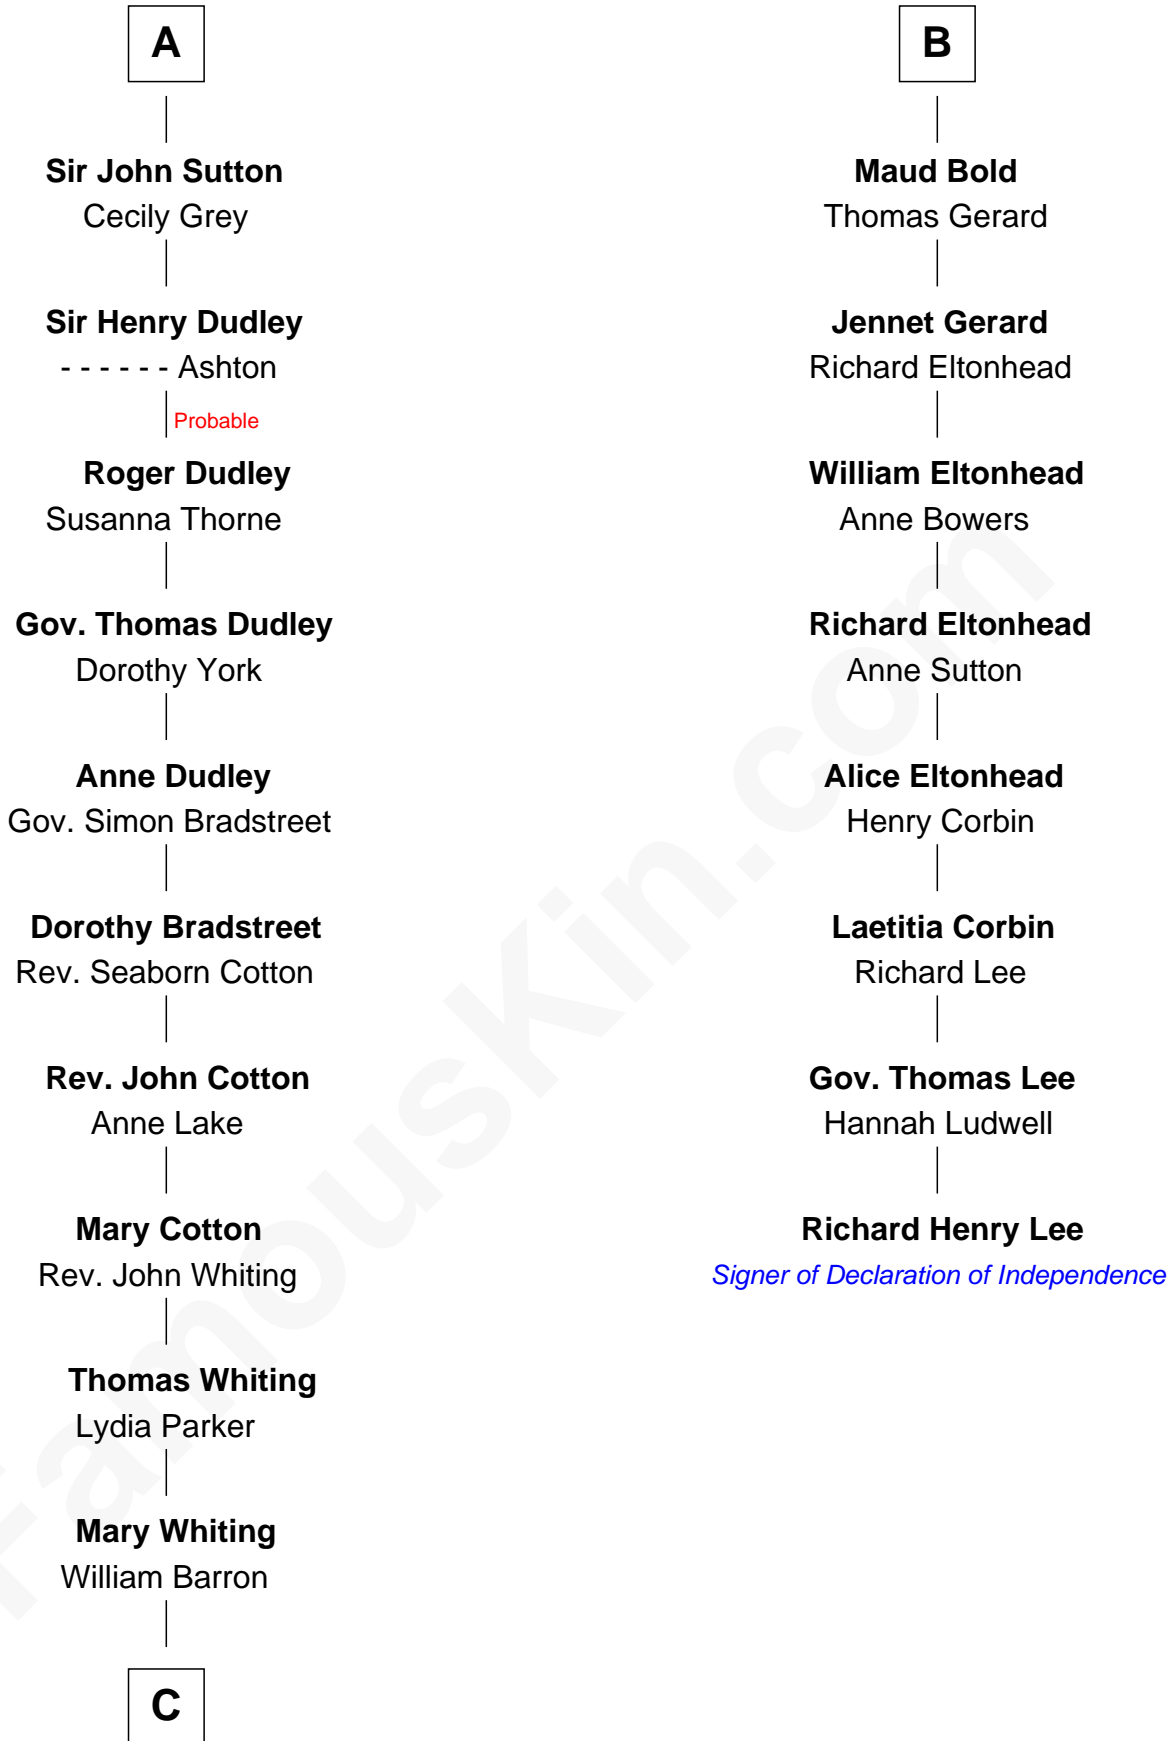 A
Sir John Sutton
Cecily Grey
Sir Henry Dudley
- - - - - - Ashton
Probable
Roger Dudley
Susanna Thorne
Gov. Thomas Dudley
Dorothy York
Anne Dudley
Gov. Simon Bradstreet
Dorothy Bradstreet
Rev. Seaborn Cotton
Rev. John Cotton
Anne Lake
Mary Cotton
Rev. John Whiting
Thomas Whiting
Lydia Parker
Mary Whiting
William Barron
C
B
Maud Bold
Thomas Gerard
Jennet Gerard
Richard Eltonhead
William Eltonhead
Anne Bowers
Richard Eltonhead
Anne Sutton
Alice Eltonhead
Henry Corbin
Laetitia Corbin
Richard Lee
Gov. Thomas Lee
Hannah Ludwell
Richard Henry Lee
Signer of Declaration of Independence
FamousKin.com